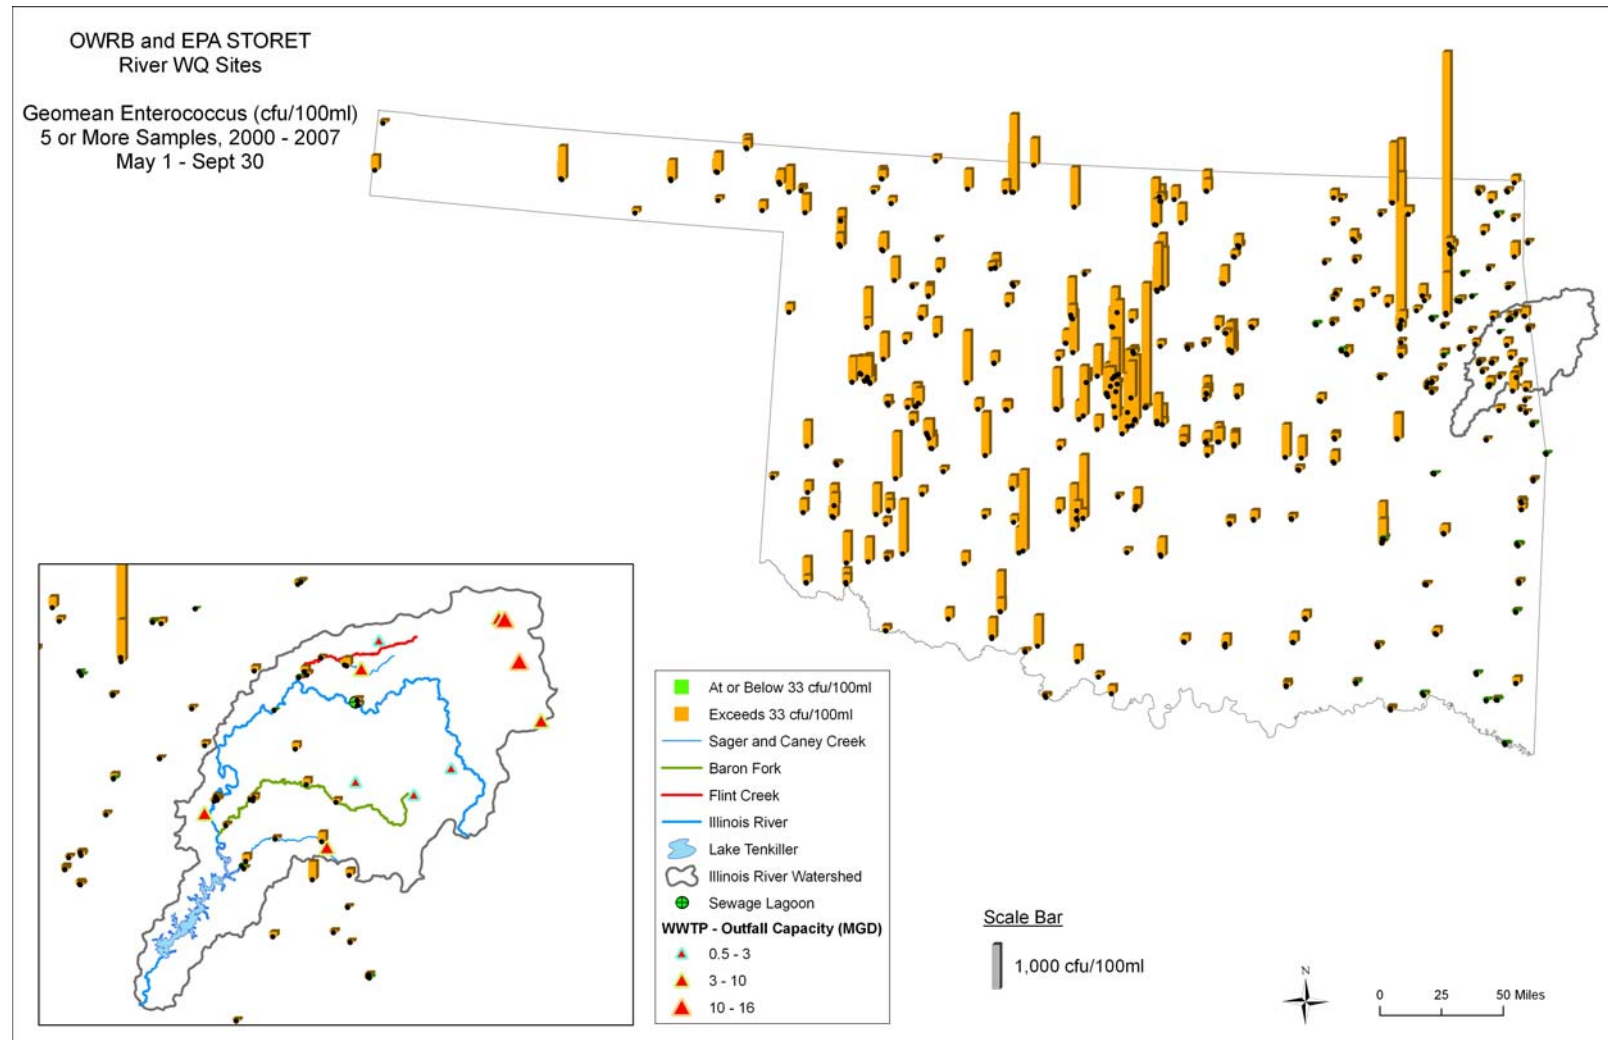 OWRB and EPA STORET
River WQ Sites
Geomean Enterococcus (cfu/100ml)
5 or More Samples, 2000 - 2007
May 1 - Sept 30
At or Below 33 cfu/100ml
Exceeds 33 cfu/100ml
Sager and Caney Creek
Baron Fork
Flint Creek
Illinois River
Lake Tenkiller
Illinois River Watershed
Sewage Lagoon
WWTP - Outfall Capacity (MGD)
0.5 - 3
3 - 10
10 - 16
Scale Bar
1,000 cfu/100ml
N
0 25 50 Miles